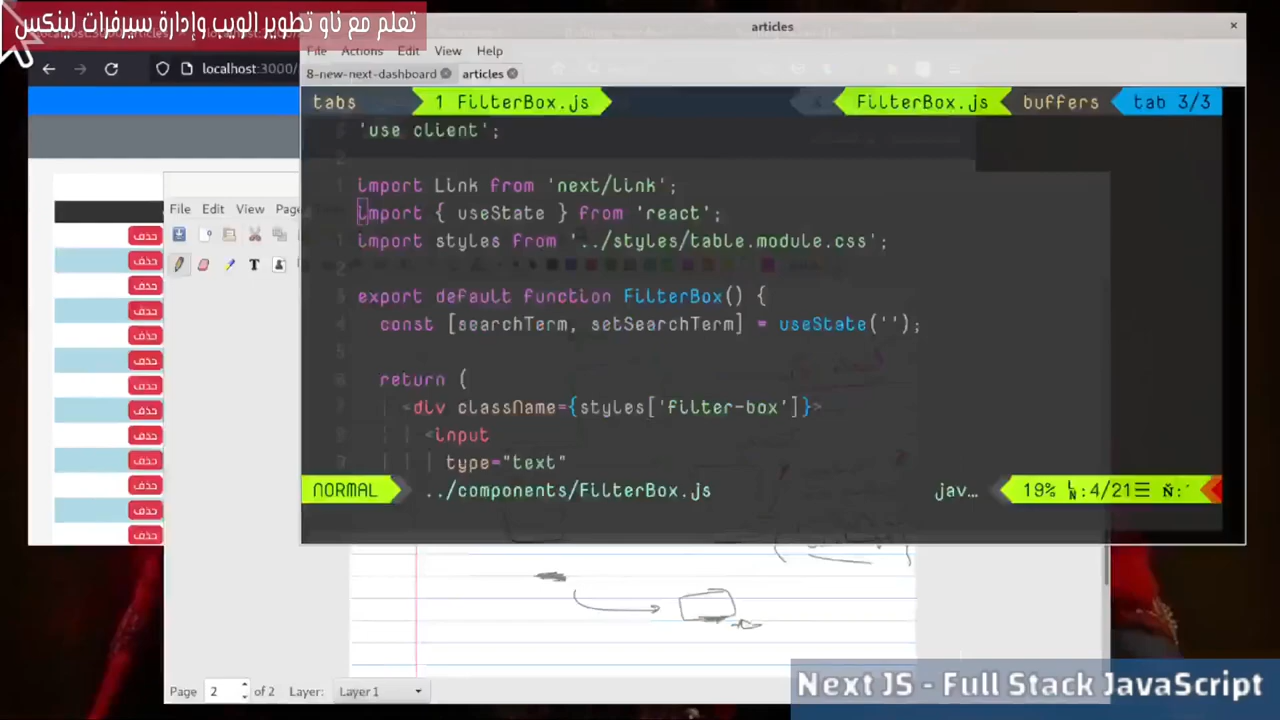 تعلم مع ناو تطوير الويب وإدارة سيرفرات لينكس
articles
File Actions Edit View Help
8-new-next-dashboard articles
localhost:3000/
tabs 1 FilterBox.js FilterBox.js buffers tab 3/3
'use client';
import Link from 'next/link';
import { useState } from 'react';
import styles from '../styles/table.module.css';
export default function FilterBox() {
const [searchTerm, setSearchTerm] = useState('');
return (
<div className={styles['filter-box']}>
<input
type="text"
NORMAL ../components/FilterBox.js jav... 19% LN:4/21
File Edit View Page
T
حذف
حذف
حذف
حذف
حذف
حذف
حذف
حذف
حذف
حذف
حذف
حذف
حذف
Page 2 of 2 Layer: Layer 1
Next JS - Full Stack JavaScript